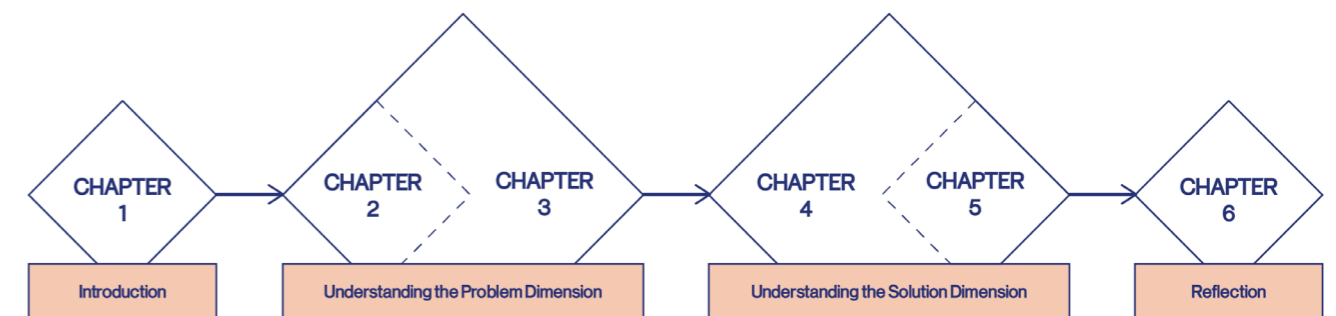 CHAPTER
1
CHAPTER
2
CHAPTER
3
CHAPTER
4
CHAPTER
5
CHAPTER
6
Introduction
Understanding the Problem Dimension
Understanding the Solution Dimension
Reflection